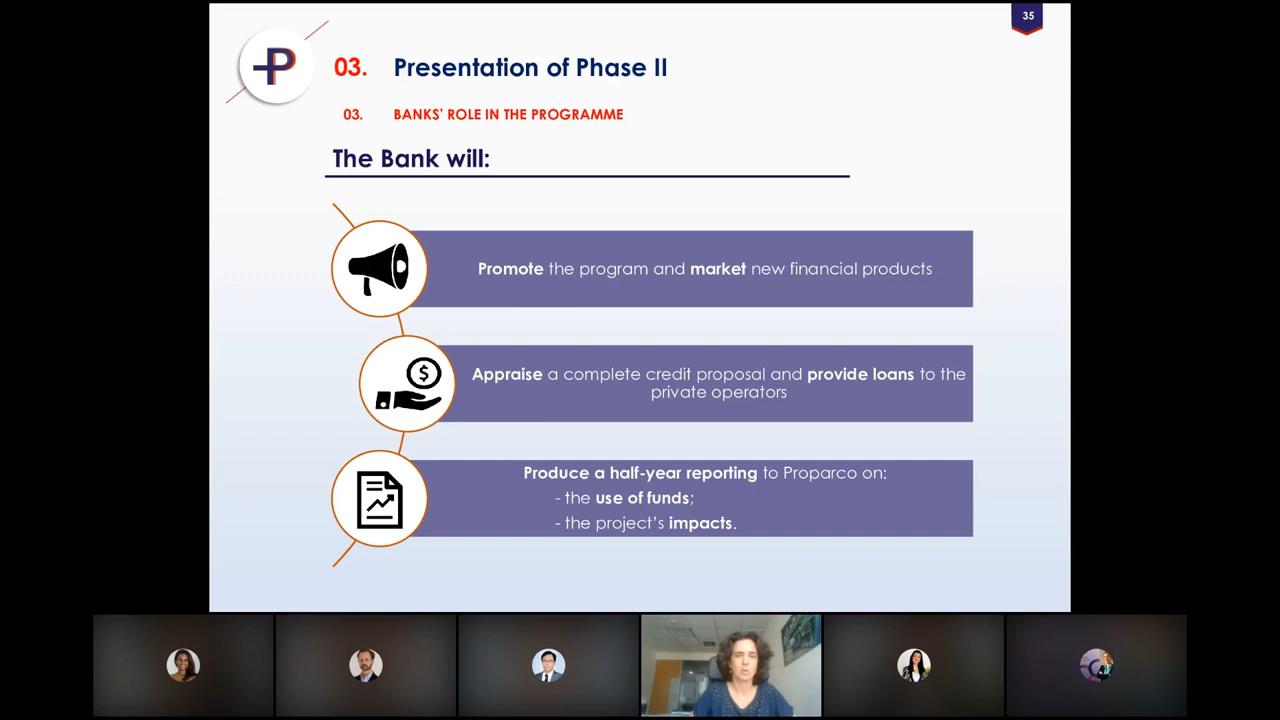 35
P
03. Presentation of Phase II
03. BANKS' ROLE IN THE PROGRAMME
The Bank will:
Promote the program and market new financial products
$
Appraise a complete credit proposal and provide loans to the
private operators
Produce a half-year reporting to Proparco on:
- the use of funds;
- the project's impacts.